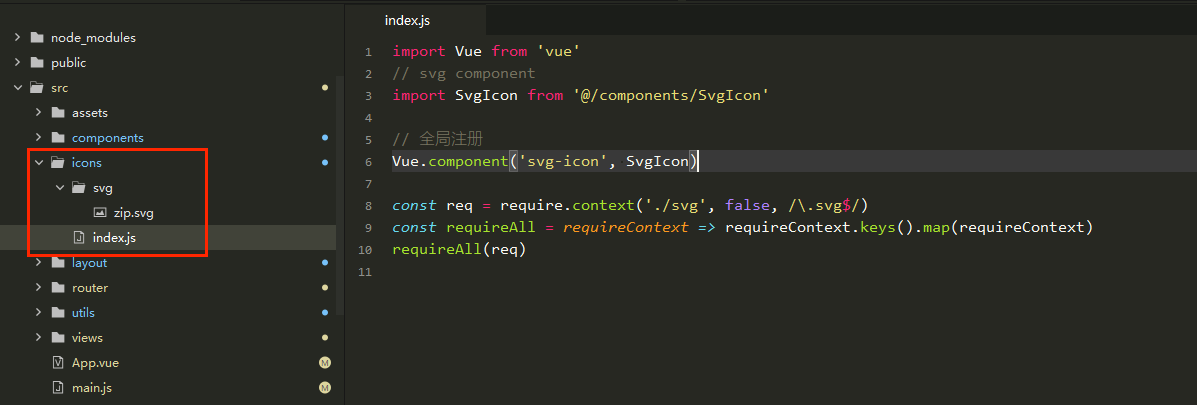 node_modules
public
src
assets
components
icons
svg
zip.svg
index.js
layout
router
utils
views
App.vue
M
main.js
M
index.js
1 import Vue from 'vue'
2 // svg component
3 import SvgIcon from '@/components/SvgIcon'
4
5 // 全局注册
6 Vue.component('svg-icon', SvgIcon)
7
8 const req = require.context('./svg', false, /\.svg$/)
9 const requireAll = requireContext => requireContext.keys().map(requireContext)
10 requireAll(req)
11